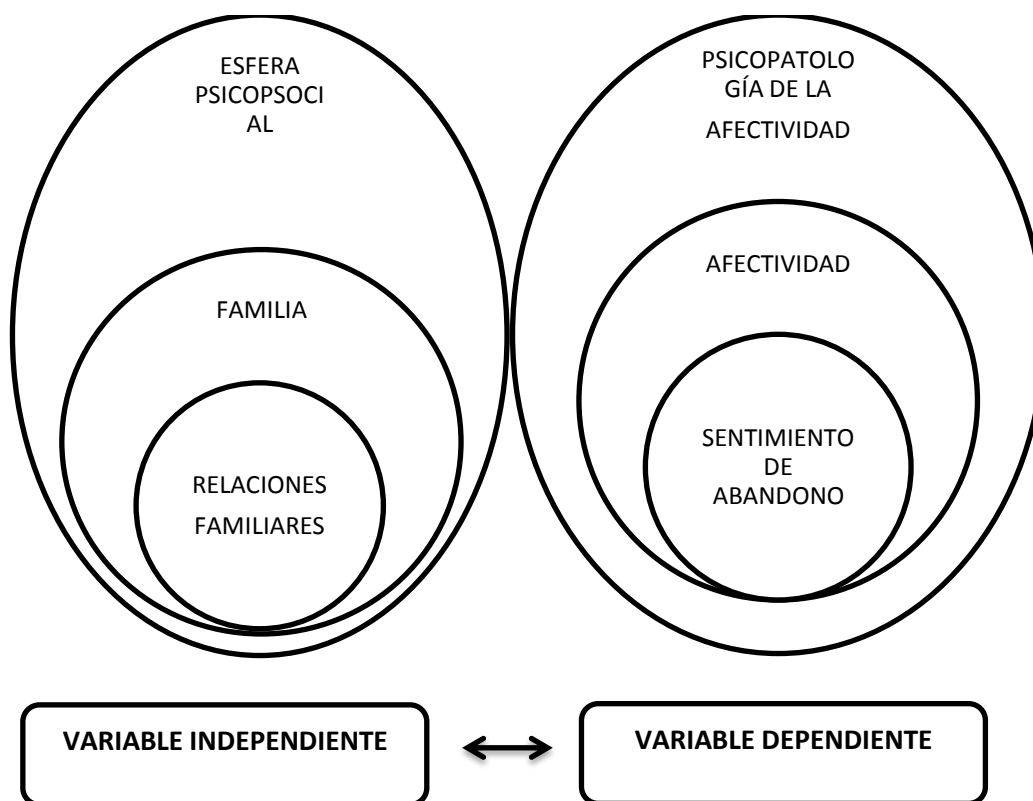 ESFERA
PSICOPSOCI
AL
FAMILIA
RELACIONES
FAMILIARES
PSICOPATOLO
GÍA DE LA
AFECTIVIDAD
AFECTIVIDAD
SENTIMIENTO
DE
ABANDONO
VARIABLE INDEPENDIENTE
VARIABLE DEPENDIENTE